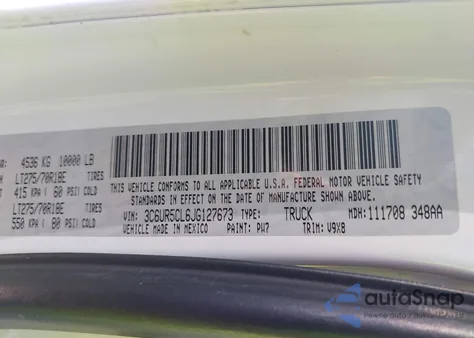 4536 KG 10000 LB
LT275/70R18E TIRES
415 KPA ( 60 PSI) COLD
LT275/70R18E TIRES
550 KPA ( 80 PSI) COLD
THIS VEHICLE CONFORMS TO ALL APPLICABLE
U.S.A. FEDERAL MOTOR VEHICLE SAFETY
STANDARDS IN EFFECT ON THE DATE OF MANUFACTURE SHOWN ABOVE.
VIN: 3C6UR5CL6JG127673 TYPE: TRUCK MDH: 111708 348AA
VEHICLE MADE IN MEXICO PAINT: PW7 TRIM: V9X8
autoSnap
Pewne auto z